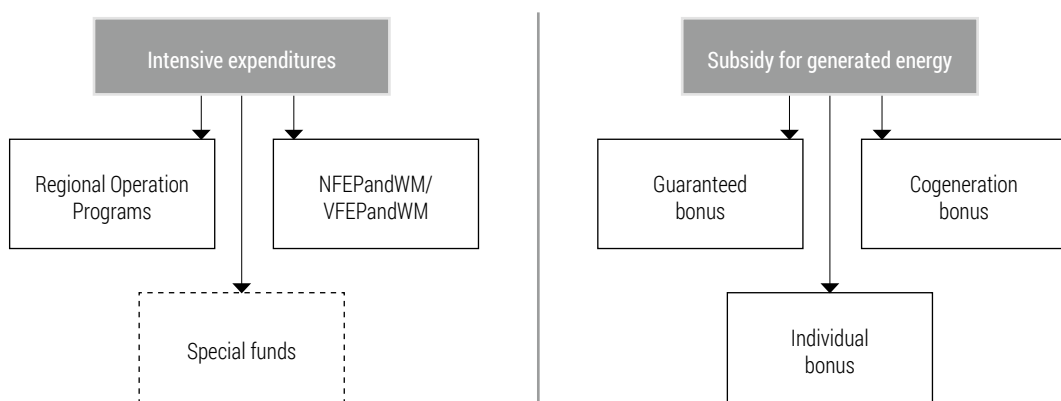 Intensive expenditures
Regional Operation
Programs
NFEPandWM/
VFEPandWM
Special funds
Subsidy for generated energy
Guaranteed
bonus
Cogeneration
bonus
Individual
bonus